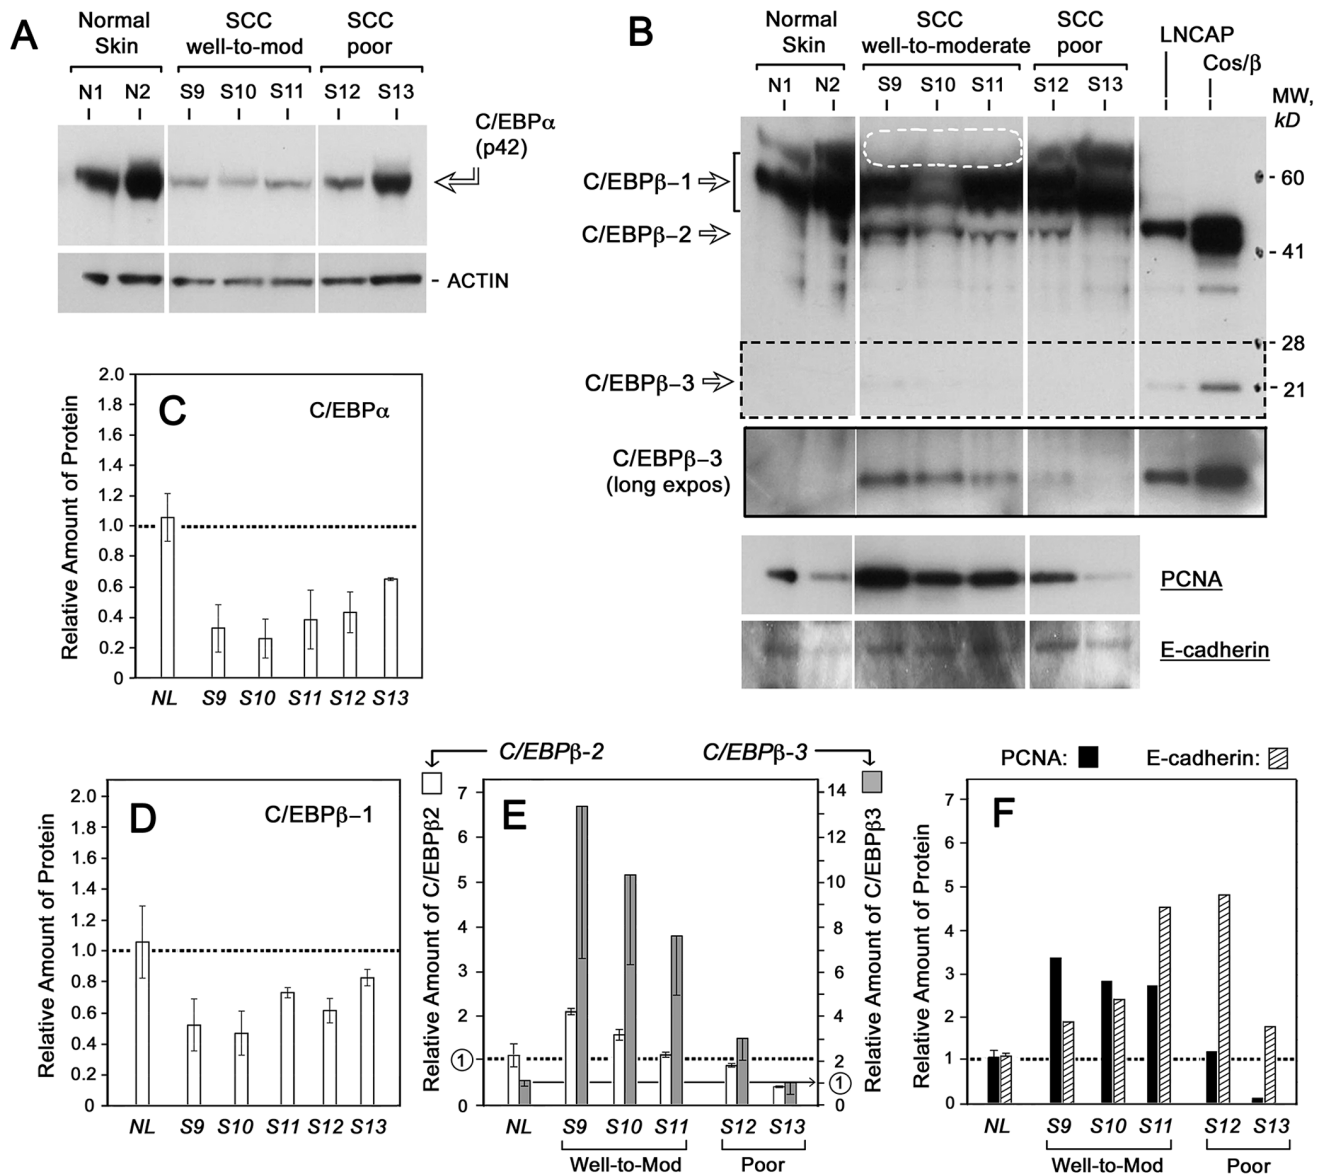 A
Normal
Skin
SCC
well-to-mod
SCC
poor
N1 N2 S9 S10 S11 S12 S13
C/EBPα
(p42)
- ACTIN
B
Normal
Skin
SCC
well-to-moderate
SCC
poor
LNCAP
Cos/β
N1 N2 S9 S10 S11 S12 S13
MW,
kD
C/EBPβ–1
- 60
C/EBPβ–2
- 41
- 28
C/EBPβ–3
- 21
C/EBPβ–3
(long expos)
PCNA
E-cadherin
C
C/EBPα
Relative Amount of Protein
2.0
1.8
1.6
1.4
1.2
1.0
0.8
0.6
0.4
0.2
0
NL S9 S10 S11 S12 S13
D
C/EBPβ–1
Relative Amount of Protein
2.0
1.8
1.6
1.4
1.2
1.0
0.8
0.6
0.4
0.2
0
NL S9 S10 S11 S12 S13
C/EBPβ-2
C/EBPβ-3
E
Relative Amount of C/EBPβ2
7
6
5
4
3
2
1
0
Relative Amount of C/EBPβ3
14
12
10
8
6
4
2
1
0
NL S9 S10 S11 S12 S13
Well-to-Mod Poor
PCNA: E-cadherin:
F
Relative Amount of Protein
7
6
5
4
3
2
1
0
NL S9 S10 S11 S12 S13
Well-to-Mod Poor